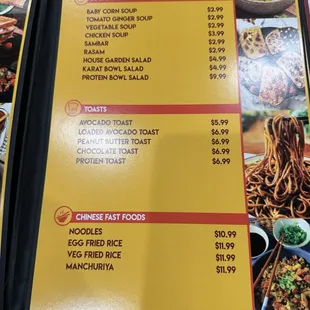 BABY CORN SOUP $2.99
TOMATO GINGER SOUP $2.99
VEGETABLE SOUP $2.99
CHICKEN SOUP $3.99
SAMBAR $2.99
RASAM $2.99
HOUSE GARDEN SALAD $4.99
KARAT BOWL SALAD $4.99
PROTEIN BOWL SALAD $9.99
TOASTS
AVOCADO TOAST $5.99
LOADED AVOCADO TOAST $6.99
PEANUT BUTTER TOAST $6.99
CHOCOLATE TOAST $6.99
PROTIEN TOAST $6.99
CHINESE FAST FOODS
NOODLES $10.99
EGG FRIED RICE $11.99
VEG FRIED RICE $11.99
MANCHURIYA $11.99